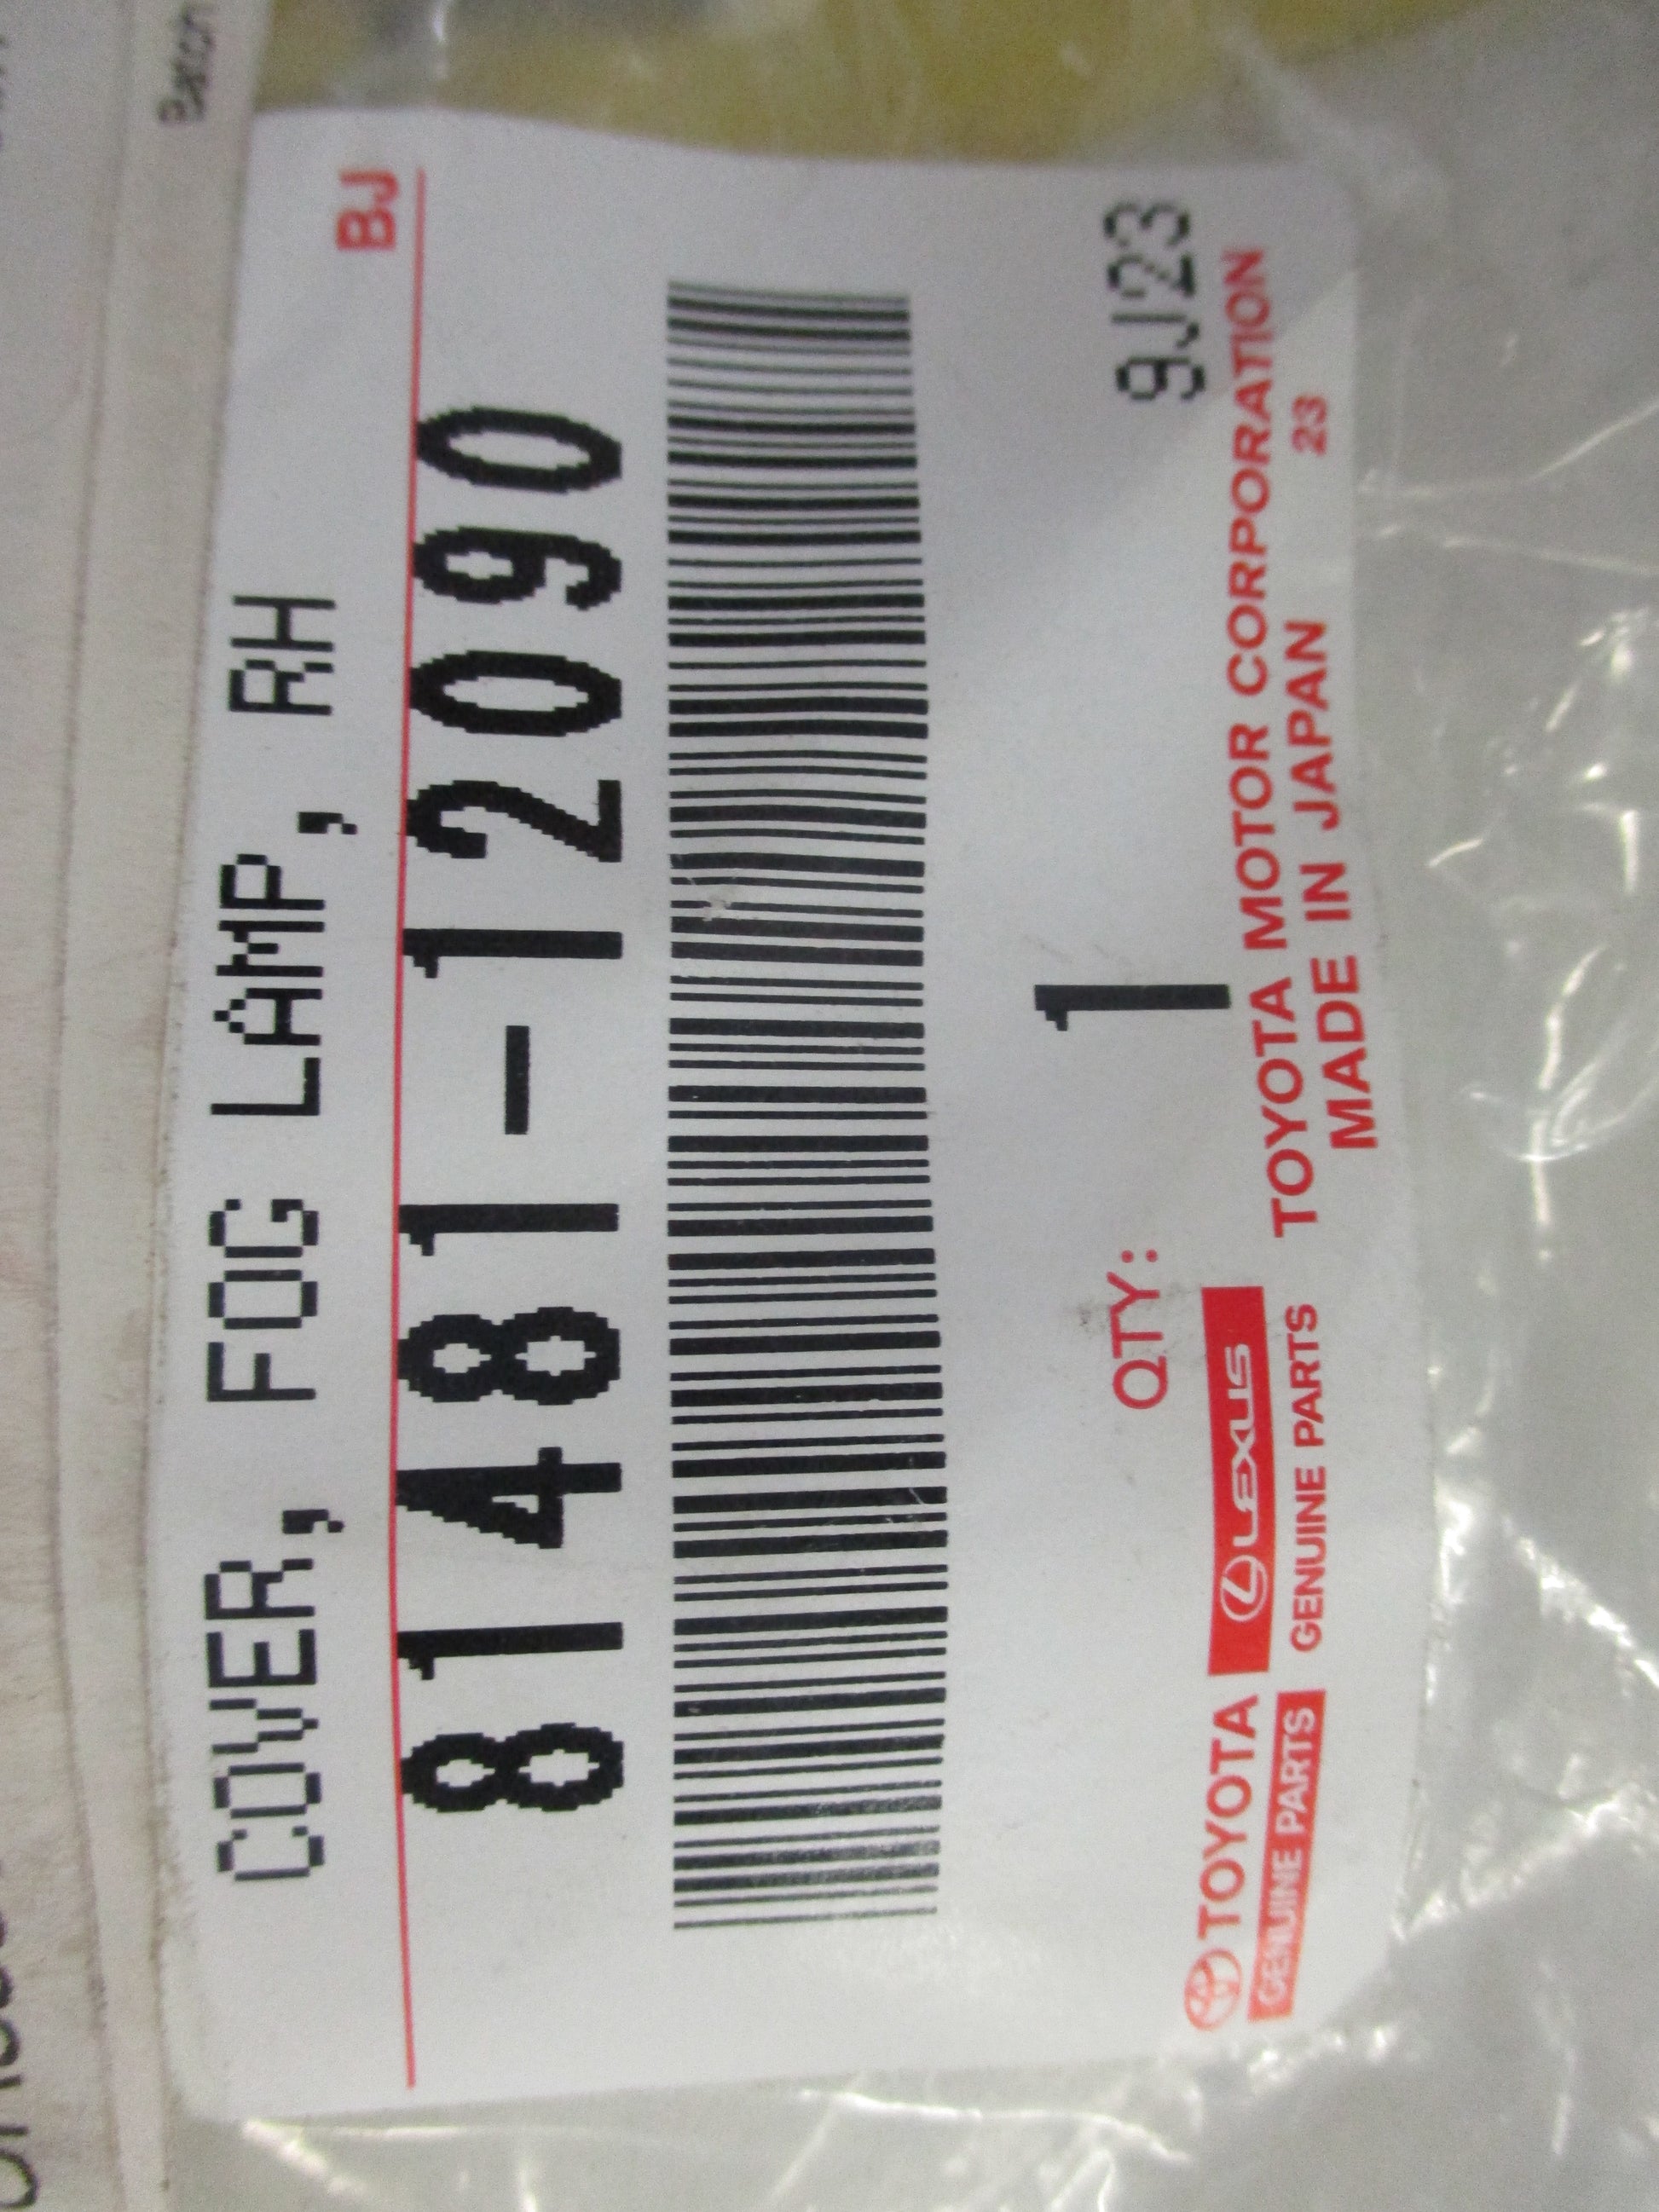 COVER, FOG LAMP, RH
BJ
81481-12090
QTY: 1
9J23
TOYOTA
GENUINE PARTS
LEXUS
GENUINE PARTS
TOYOTA MOTOR CORPORATION
MADE IN JAPAN 23